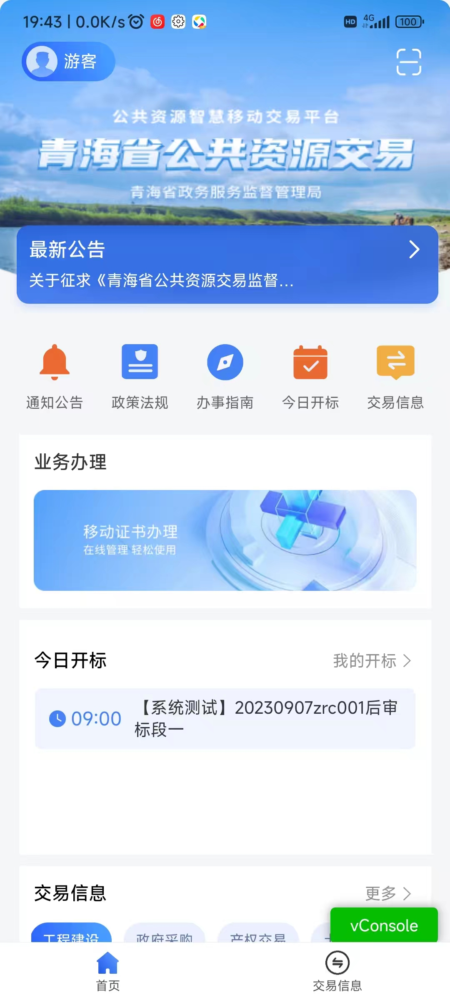 19:43 | 0.0K/s
HD 4G 100
游客
公共资源智慧移动交易平台
青海省公共资源交易
青海省政务服务监督管理局
最新公告
关于征求《青海省公共资源交易监督...
通知公告 政策法规 办事指南 今日开标 交易信息
业务办理
移动证书办理
在线管理 轻松使用
今日开标 我的开标
09:00 【系统测试】20230907zrc001后审
标段一
交易信息 更多
vConsole
工程建设 政府采购 产权交易
首页 交易信息